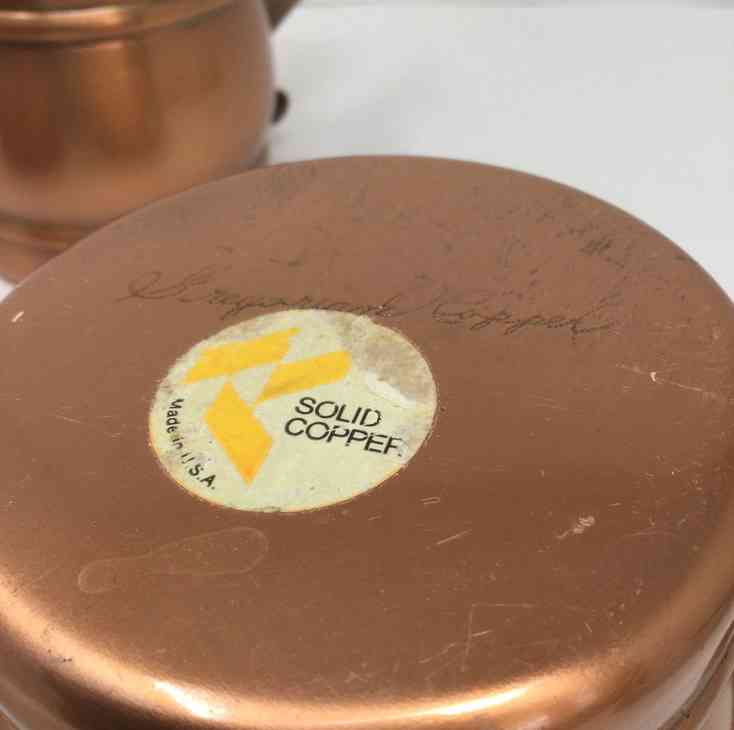 Gregorian Copper
SOLID
COPPER
Made in U.S.A.